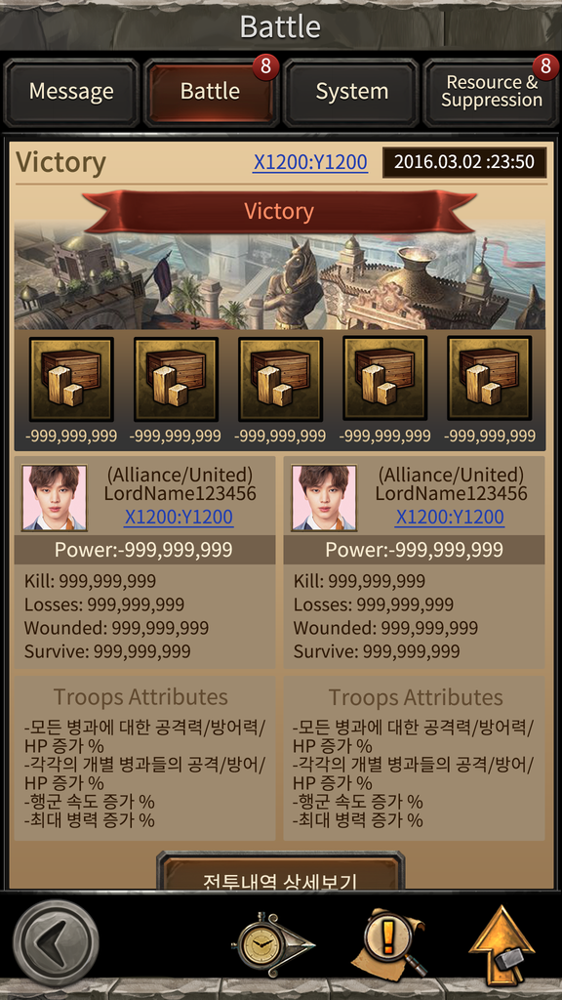 Battle
8
8
Message
Battle
System
Resource &
Suppression
Victory
X1200:Y1200
2016.03.02 :23:50
Victory
-999,999,999
-999,999,999
-999,999,999
-999,999,999
-999,999,999
(Alliance/United)
LordName123456
X1200:Y1200
Power:-999,999,999
Kill: 999,999,999
Losses: 999,999,999
Wounded: 999,999,999
Survive: 999,999,999
(Alliance/United)
LordName123456
X1200:Y1200
Power:-999,999,999
Kill: 999,999,999
Losses: 999,999,999
Wounded: 999,999,999
Survive: 999,999,999
Troops Attributes
-모든 병과에 대한 공격력/방어력/
HP 증가 %
-각각의 개별 병과들의 공격/방어/
HP 증가 %
-행군 속도 증가 %
-최대 병력 증가 %
Troops Attributes
-모든 병과에 대한 공격력/방어력/
HP 증가 %
-각각의 개별 병과들의 공격/방어/
HP 증가 %
-행군 속도 증가 %
-최대 병력 증가 %
전투내역 상세보기